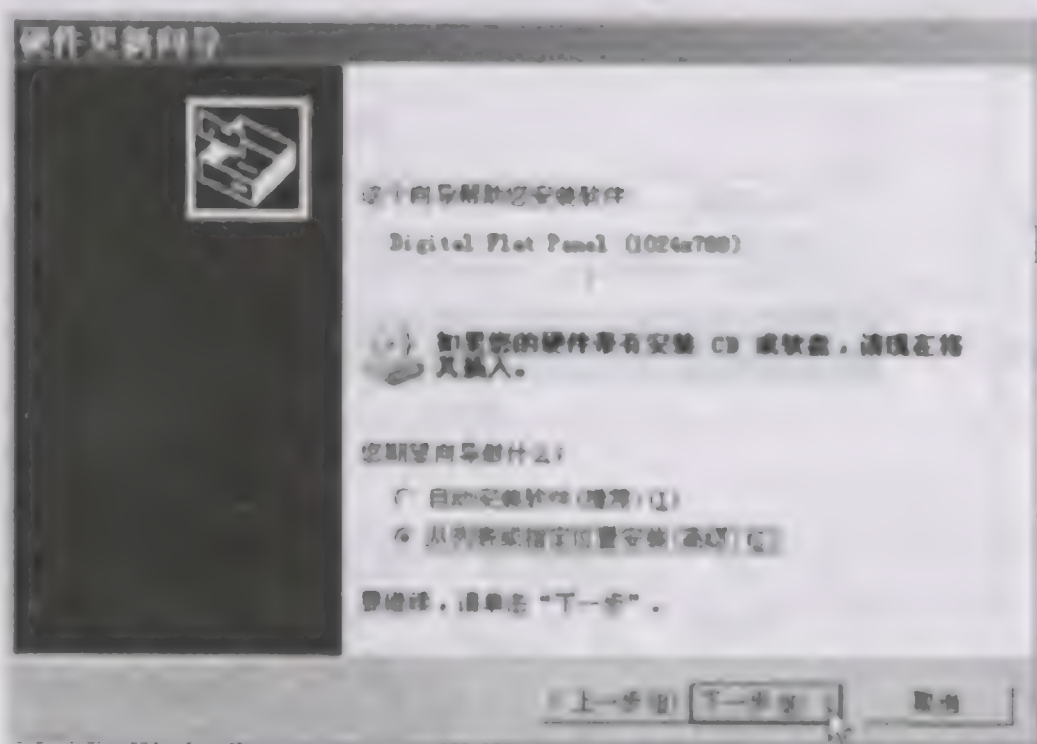 硬件更新向导
这个向导帮助您安装软件
Digital Flat Panel (1024x768)
如果您的硬件带有安装 CD 或软盘，请现在将
其插入。
您期望向导做什么?
自动安装软件(推荐)(I)
从列表或指定位置安装(高级)(S)
要继续，请单击“下一步”。
上一步(B)
下一步(N)
取消